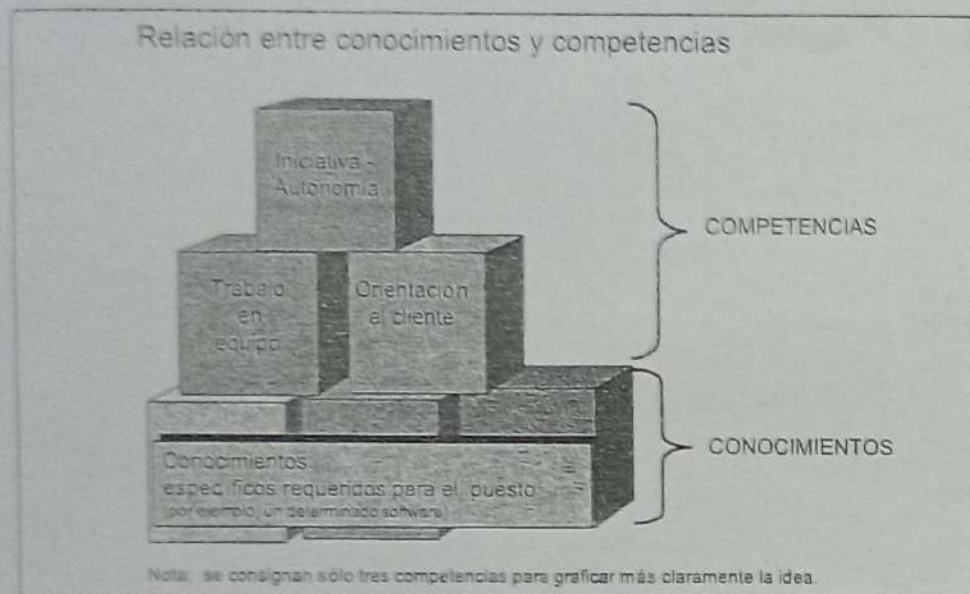 Relación entre conocimientos y competencias
Iniciativa -
Autonomía
COMPETENCIAS
Trabajo
en
equipo
Orientación
al cliente
CONOCIMIENTOS
Conocimientos
específicos requeridos para el puesto
(por ejemplo, un determinado software)
Nota: se consignan sólo tres competencias para graficar más claramente la idea.